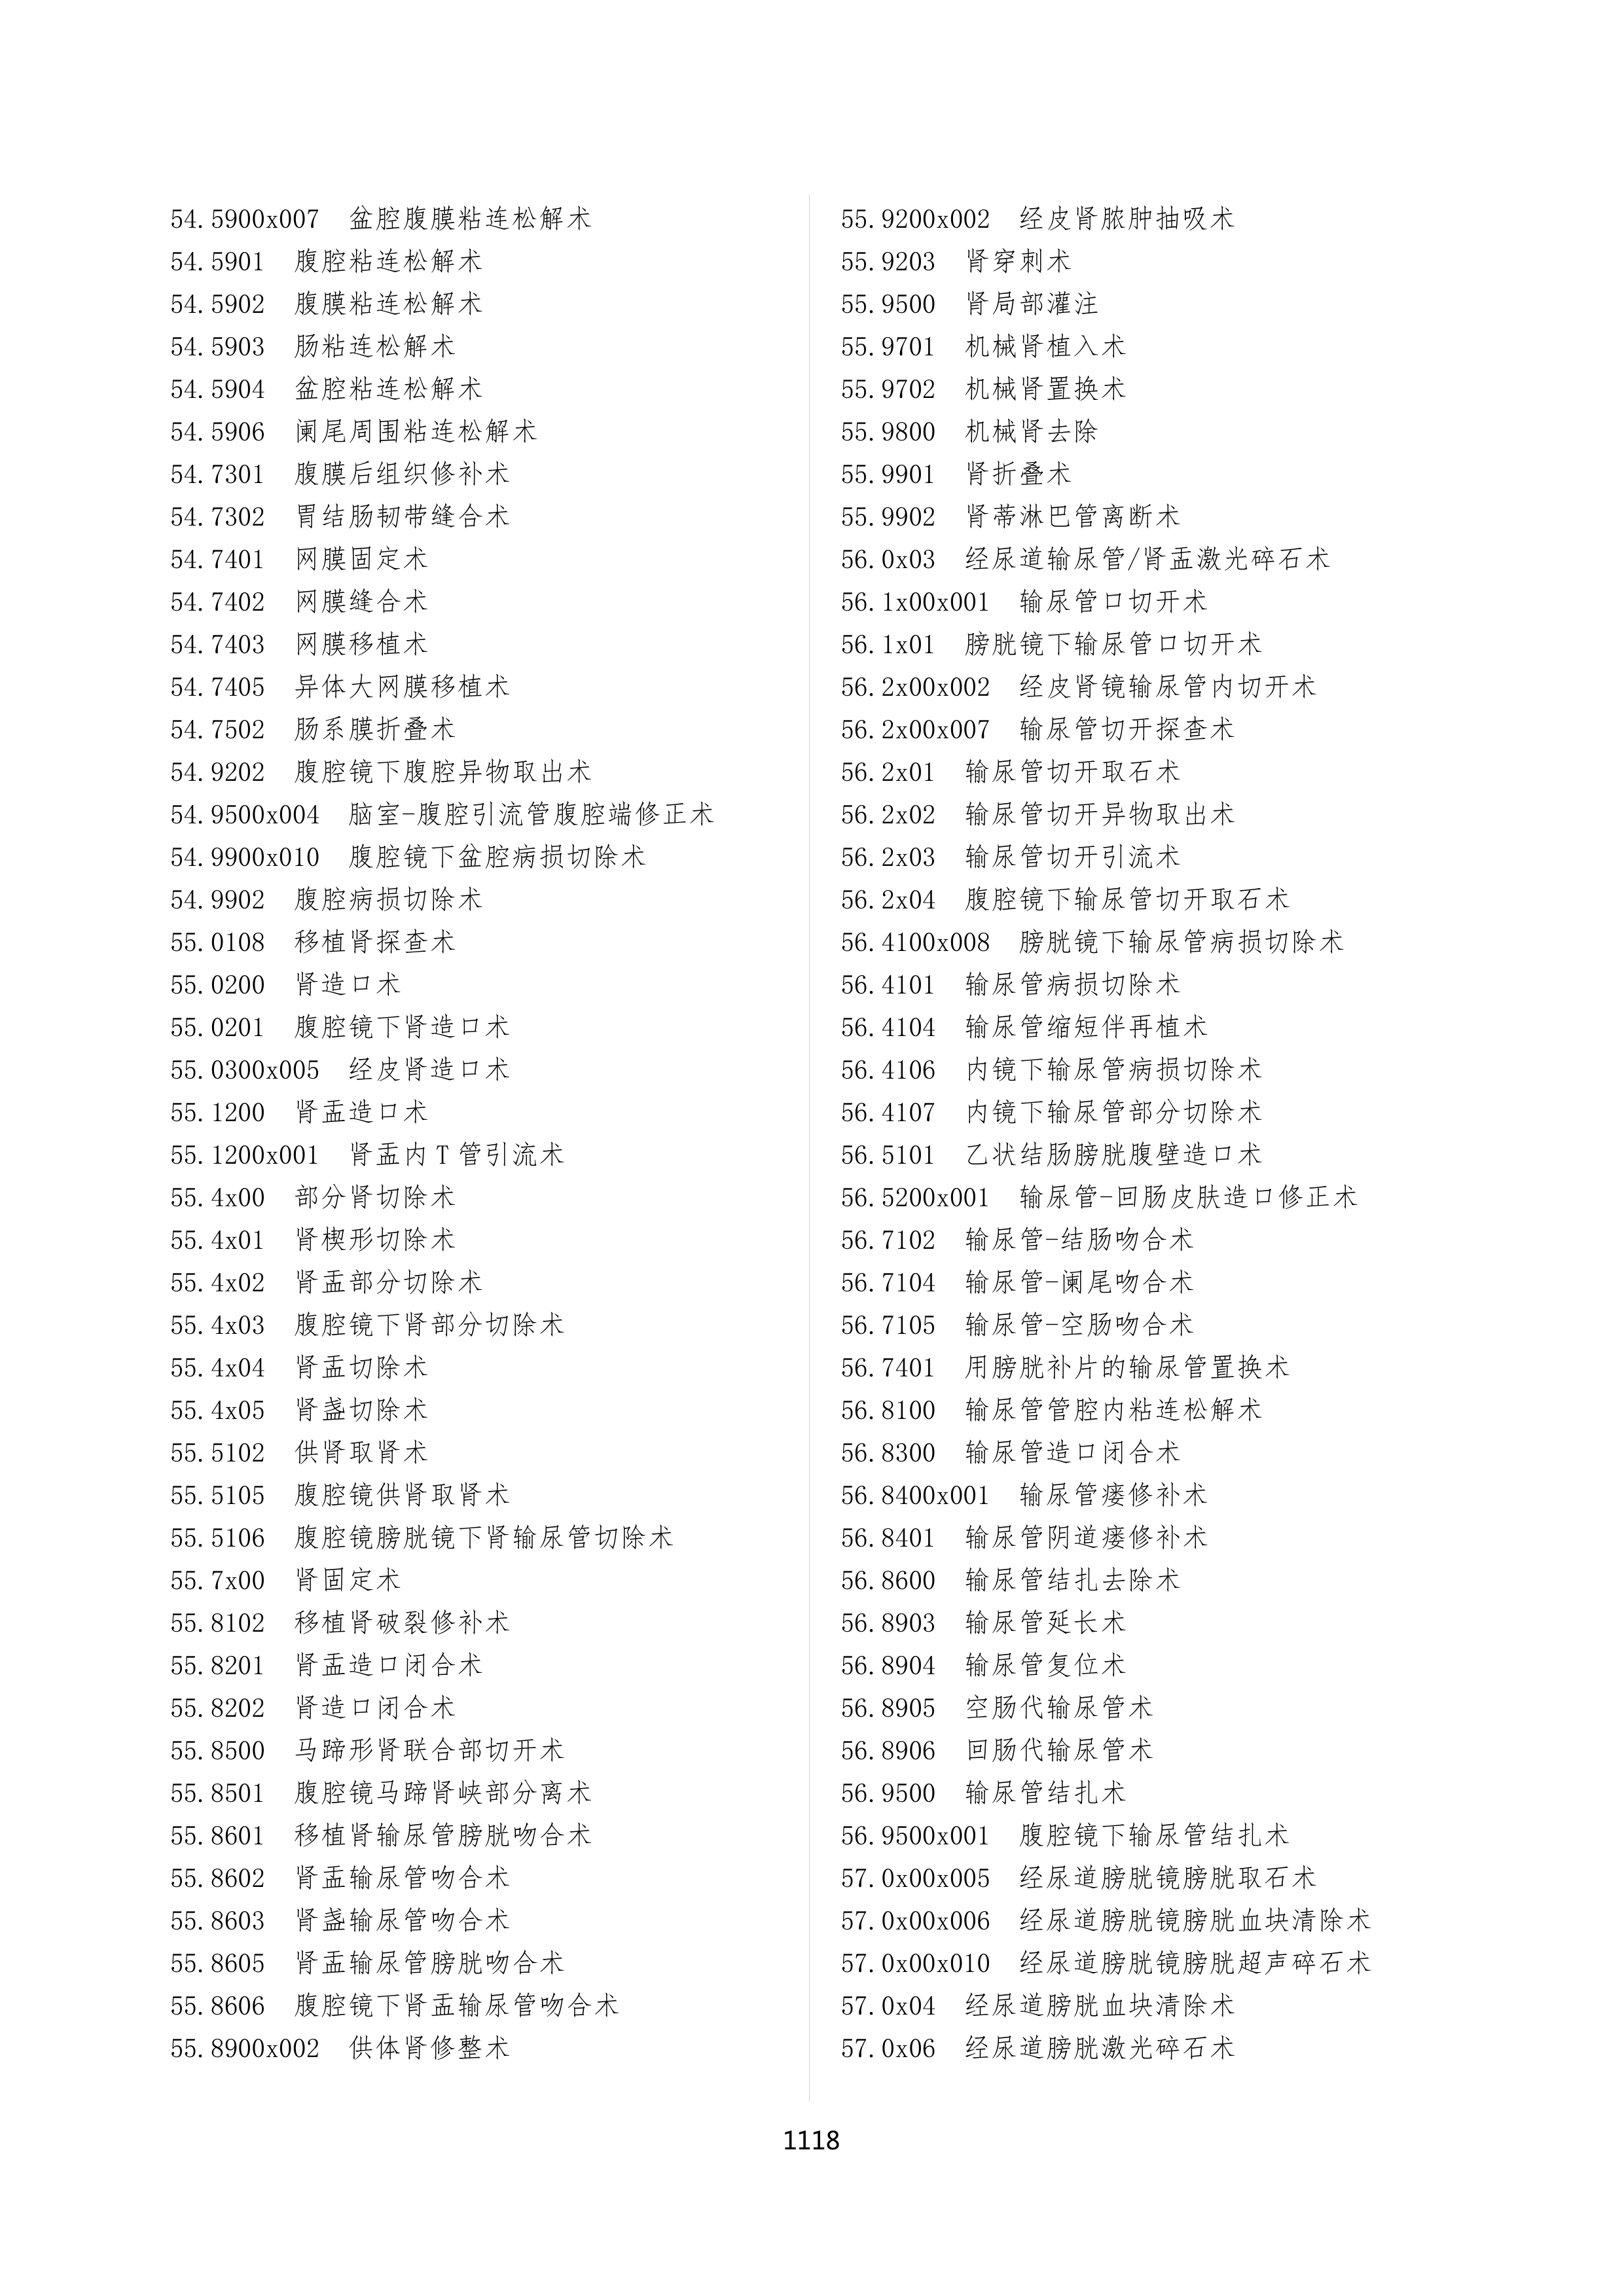 54.5900x007  盆腔腹膜粘连松解术
54.5901  腹腔粘连松解术
54.5902  腹膜粘连松解术
54.5903  肠粘连松解术
54.5904  盆腔粘连松解术
54.5906  阑尾周围粘连松解术
54.7301  腹膜后组织修补术
54.7302  胃结肠韧带缝合术
54.7401  网膜固定术
54.7402  网膜缝合术
54.7403  网膜移植术
54.7405  异体大网膜移植术
54.7502  肠系膜折叠术
54.9202  腹腔镜下腹腔异物取出术
54.9500x004  脑室-腹腔引流管腹腔端修正术
54.9900x010  腹腔镜下盆腔病损切除术
54.9902  腹腔病损切除术
55.0108  移植肾探查术
55.0200  肾造口术
55.0201  腹腔镜下肾造口术
55.0300x005  经皮肾造口术
55.1200  肾盂造口术
55.1200x001  肾盂内 T 管引流术
55.4x00  部分肾切除术
55.4x01  肾楔形切除术
55.4x02  肾盂部分切除术
55.4x03  腹腔镜下肾部分切除术
55.4x04  肾盂切除术
55.4x05  肾盏切除术
55.5102  供肾取肾术
55.5105  腹腔镜供肾取肾术
55.5106  腹腔镜膀胱镜下肾输尿管切除术
55.7x00  肾固定术
55.8102  移植肾破裂修补术
55.8201  肾盂造口闭合术
55.8202  肾造口闭合术
55.8500  马蹄形肾联合部切开术
55.8501  腹腔镜马蹄肾峡部分离术
55.8601  移植肾输尿管膀胱吻合术
55.8602  肾盂输尿管吻合术
55.8603  肾盏输尿管吻合术
55.8605  肾盂输尿管膀胱吻合术
55.8606  腹腔镜下肾盂输尿管吻合术
55.8900x002  供体肾修整术
55.9200x002  经皮肾脓肿抽吸术
55.9203  肾穿刺术
55.9500  肾局部灌注
55.9701  机械肾植入术
55.9702  机械肾置换术
55.9800  机械肾去除
55.9901  肾折叠术
55.9902  肾蒂淋巴管离断术
56.0x03  经尿道输尿管/肾盂激光碎石术
56.1x00x001  输尿管口切开术
56.1x01  膀胱镜下输尿管口切开术
56.2x00x002  经皮肾镜输尿管内切开术
56.2x00x007  输尿管切开探查术
56.2x01  输尿管切开取石术
56.2x02  输尿管切开异物取出术
56.2x03  输尿管切开引流术
56.2x04  腹腔镜下输尿管切开取石术
56.4100x008  膀胱镜下输尿管病损切除术
56.4101  输尿管病损切除术
56.4104  输尿管缩短伴再植术
56.4106  内镜下输尿管病损切除术
56.4107  内镜下输尿管部分切除术
56.5101  乙状结肠膀胱腹壁造口术
56.5200x001  输尿管-回肠皮肤造口修正术
56.7102  输尿管-结肠吻合术
56.7104  输尿管-阑尾吻合术
56.7105  输尿管-空肠吻合术
56.7401  用膀胱补片的输尿管置换术
56.8100  输尿管管腔内粘连松解术
56.8300  输尿管造口闭合术
56.8400x001  输尿管瘘修补术
56.8401  输尿管阴道瘘修补术
56.8600  输尿管结扎去除术
56.8903  输尿管延长术
56.8904  输尿管复位术
56.8905  空肠代输尿管术
56.8906  回肠代输尿管术
56.9500  输尿管结扎术
56.9500x001  腹腔镜下输尿管结扎术
57.0x00x005  经尿道膀胱镜膀胱取石术
57.0x00x006  经尿道膀胱镜膀胱血块清除术
57.0x00x010  经尿道膀胱镜膀胱超声碎石术
57.0x04  经尿道膀胱血块清除术
57.0x06  经尿道膀胱激光碎石术
1118